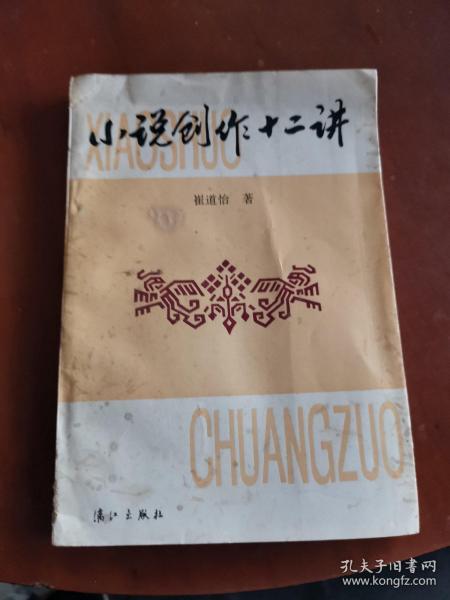 XIAOSHUO
小说创作十二讲
崔道怡 著
CHUANGZUO
漓江出版社
孔夫子旧书网
www.kongfz.com